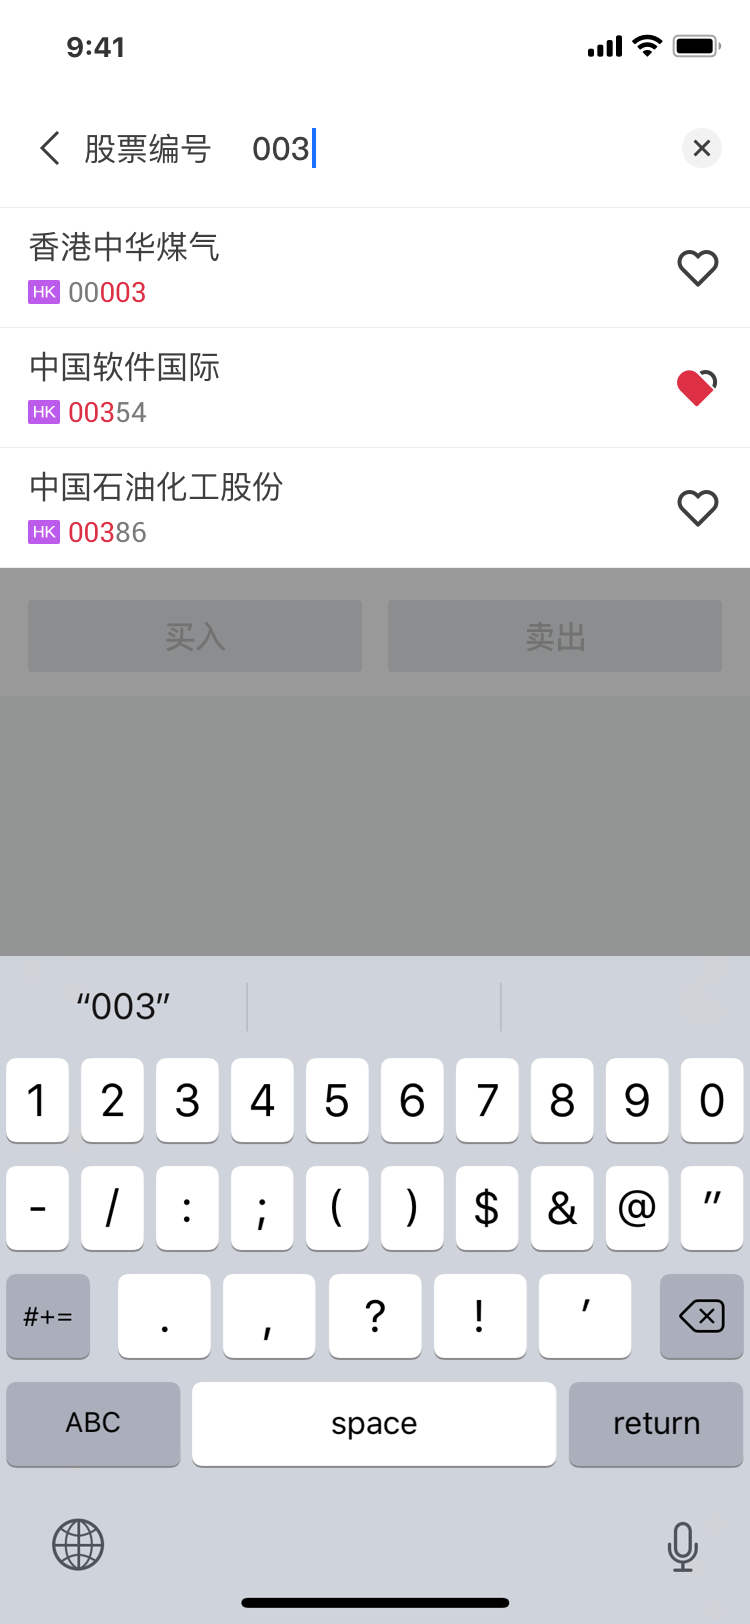 9:41
股票编号 003
香港中华煤气
HK 00003
中国软件国际
HK 00354
中国石油化工股份
HK 00386
买入 卖出
“003”
1 2 3 4 5 6 7 8 9 0
- / : ; ( ) $ & @ ”
#+= . , ? ! ’
ABC space return